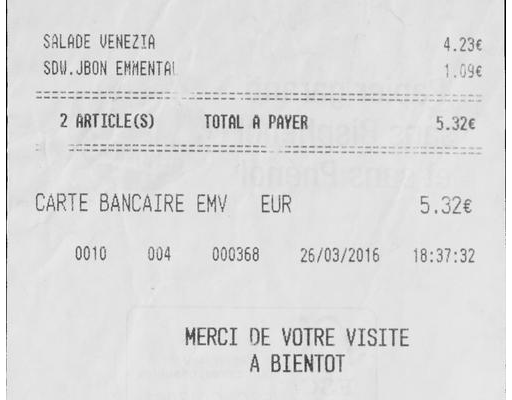 SALADE VENEZIA 4.23€
SDW.JBON EMMENTAL 1.09€
2 ARTICLE(S) TOTAL A PAYER 5.32€
CARTE BANCAIRE EMV EUR 5.32€
0010 004 000368 26/03/2016 18:37:32
MERCI DE VOTRE VISITE
A BIENTOT